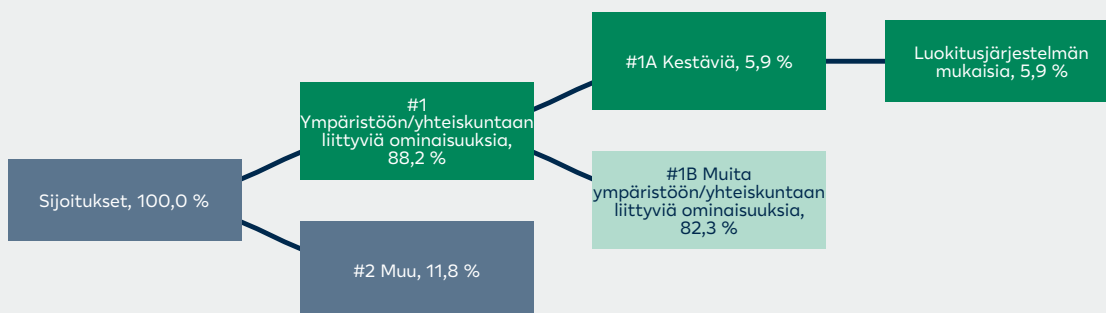 Sijoitukset, 100,0 %
#1
Ympäristöön/yhteiskuntaan
liittyviä ominaisuuksia,
88,2 %
#2 Muu, 11,8 %
#1A Kestäviä, 5,9 %
#1B Muita
ympäristöön/yhteiskuntaan
liittyviä ominaisuuksia,
82,3 %
Luokitusjärjestelmän
mukaisia, 5,9 %